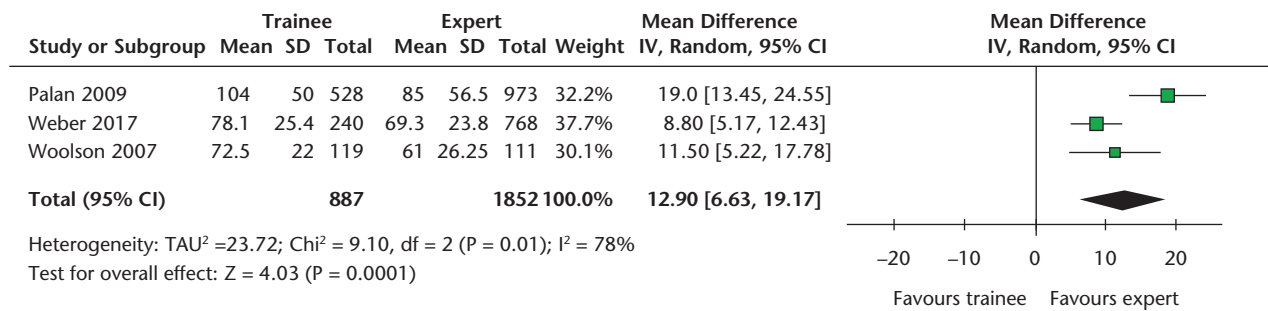 Trainee Expert Mean Difference Mean Difference
Study or Subgroup Mean SD Total Mean SD Total Weight IV, Random, 95% CI IV, Random, 95% CI
Palan 2009 104 50 528 85 56.5 973 32.2% 19.0 [13.45, 24.55]
Weber 2017 78.1 25.4 240 69.3 23.8 768 37.7% 8.80 [5.17, 12.43]
Woolson 2007 72.5 22 119 61 26.25 111 30.1% 11.50 [5.22, 17.78]
Total (95% CI) 887 1852 100.0% 12.90 [6.63, 19.17]
Heterogeneity: TAU² =23.72; Chi² = 9.10, df = 2 (P = 0.01); I² = 78%
Test for overall effect: Z = 4.03 (P = 0.0001)
–20 –10 0 10 20
Favours trainee Favours expert